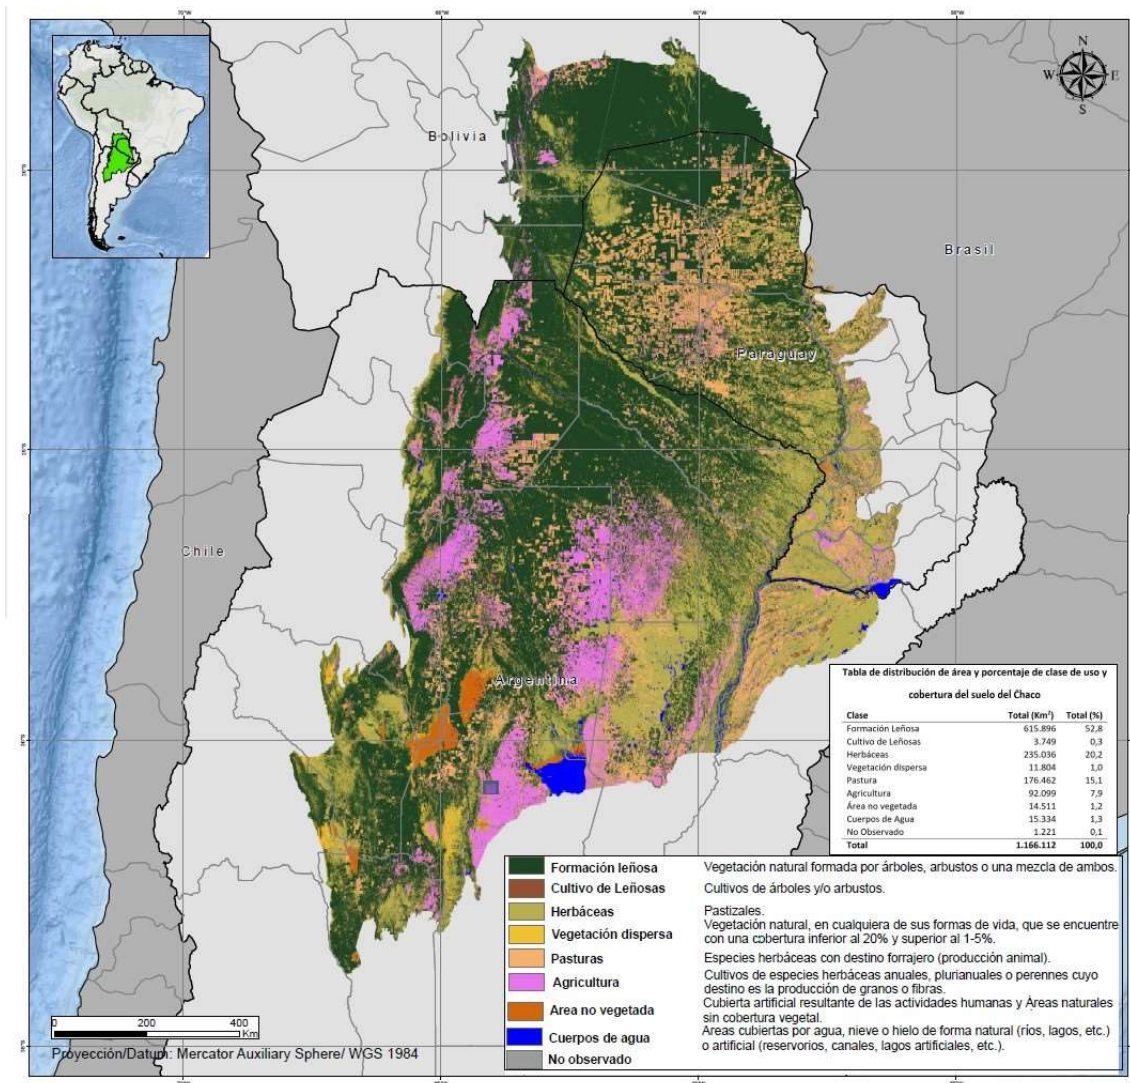 70°W
60°W
N
W
E
S
Bolivia
Brasil
Paraguay
Chile
Argentina
Tabla de distribución de área y porcentaje de clase de uso y
cobertura del suelo del Chaco
Clase Total (Km²) Total (%)
Formación Leñosa 615.896 52,8
Cultivo de Leñosas 3.749 0,3
Herbáceas 235.036 20,2
Vegetación dispersa 11.804 1,0
Pastura 176.462 15,1
Agricultura 92.099 7,9
Área no vegetada 14.511 1,2
Cuerpos de Agua 15.334 1,3
No Observado 1.221 0,1
Total 1.166.112 100,0
Formación leñosa Vegetación natural formada por árboles, arbustos o una mezcla de ambos.
Cultivo de Leñosas Cultivos de árboles y/o arbustos.
Herbáceas Pastizales.
Vegetación dispersa Vegetación natural, en cualquiera de sus formas de vida, que se encuentre
con una cobertura inferior al 20% y superior al 1-5%.
Pasturas Especies herbáceas con destino forrajero (producción animal).
Agricultura Cultivos de especies herbáceas anuales, plurianuales o perennes cuyo
destino es la producción de granos o fibras.
Area no vegetada Cubierta artificial resultante de las actividades humanas y Áreas naturales
sin cobertura vegetal.
Cuerpos de agua Areas cubiertas por agua, nieve o hielo de forma natural (ríos, lagos, etc.)
o artificial (reservorios, canales, lagos artificiales, etc.).
No observado
0 200 400
Km
Proyección/Datum: Mercator Auxiliary Sphere/ WGS 1984